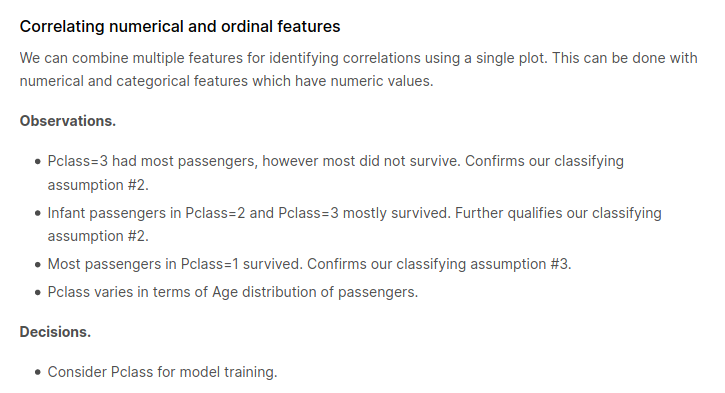 Correlating numerical and ordinal features
We can combine multiple features for identifying correlations using a single plot. This can be done with
numerical and categorical features which have numeric values.
Observations.
• Pclass=3 had most passengers, however most did not survive. Confirms our classifying
assumption #2.
• Infant passengers in Pclass=2 and Pclass=3 mostly survived. Further qualifies our classifying
assumption #2.
• Most passengers in Pclass=1 survived. Confirms our classifying assumption #3.
• Pclass varies in terms of Age distribution of passengers.
Decisions.
• Consider Pclass for model training.